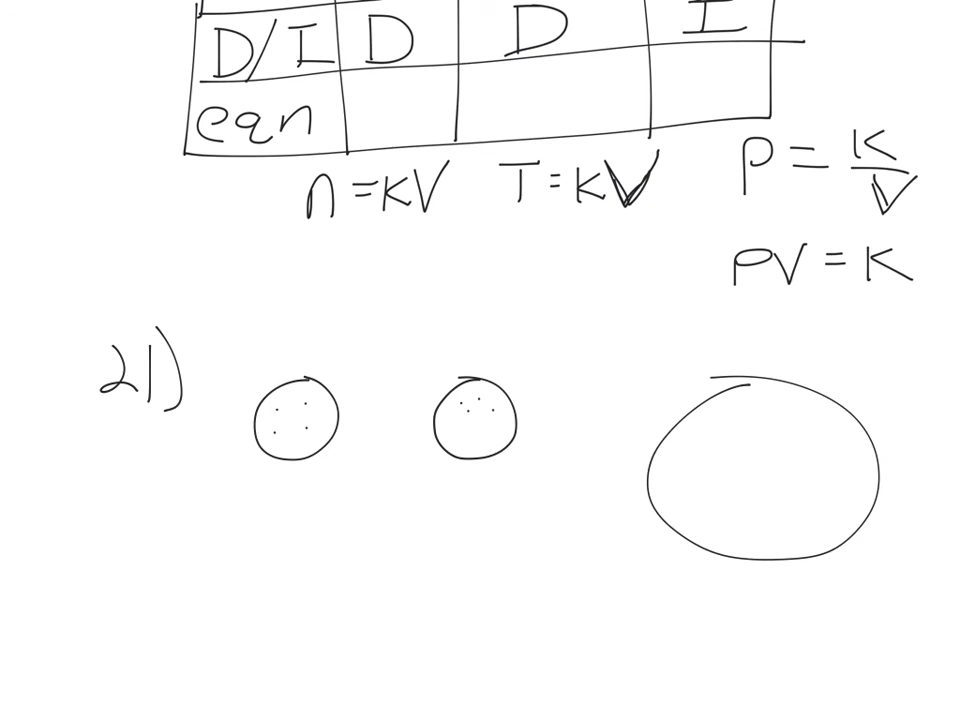 D/I D D I
eqn
n=KV T=KV P=K/V
PV=K
21)